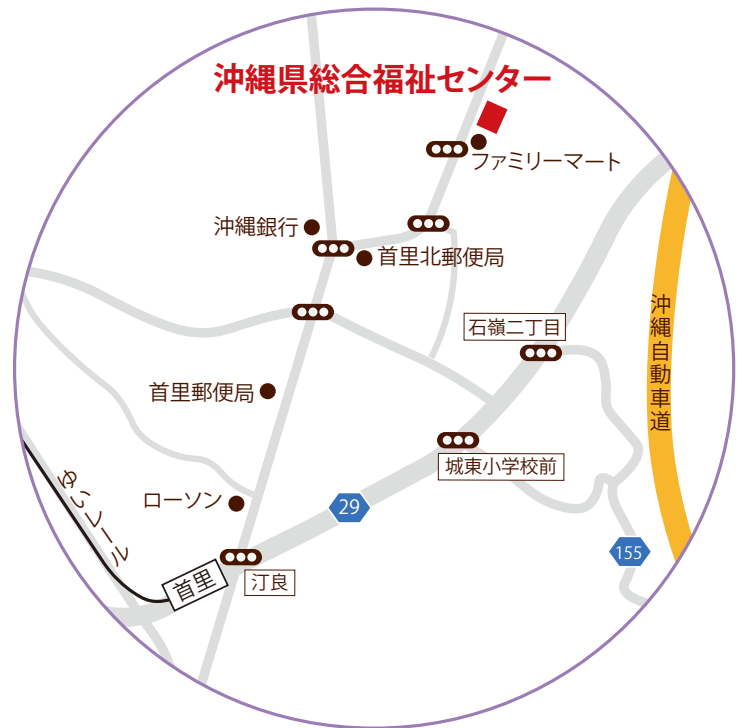 沖縄県総合福祉センター
ファミリーマート
沖縄銀行
首里北郵便局
石嶺二丁目
沖縄自動車道
首里郵便局
城東小学校前
ゆいレール
ローソン
29
155
首里
汀良